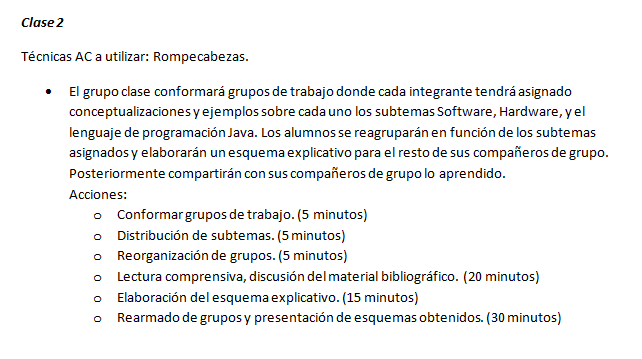 Clase 2
Técnicas AC a utilizar: Rompecabezas.
• El grupo clase conformará grupos de trabajo donde cada integrante tendrá asignado
conceptualizaciones y ejemplos sobre cada uno los subtemas Software, Hardware, y el
lenguaje de programación Java. Los alumnos se reagruparán en función de los subtemas
asignados y elaborarán un esquema explicativo para el resto de sus compañeros de grupo.
Posteriormente compartirán con sus compañeros de grupo lo aprendido.
Acciones:
o Conformar grupos de trabajo. (5 minutos)
o Distribución de subtemas. (5 minutos)
o Reorganización de grupos. (5 minutos)
o Lectura comprensiva, discusión del material bibliográfico. (20 minutos)
o Elaboración del esquema explicativo. (15 minutos)
o Rearmado de grupos y presentación de esquemas obtenidos. (30 minutos)